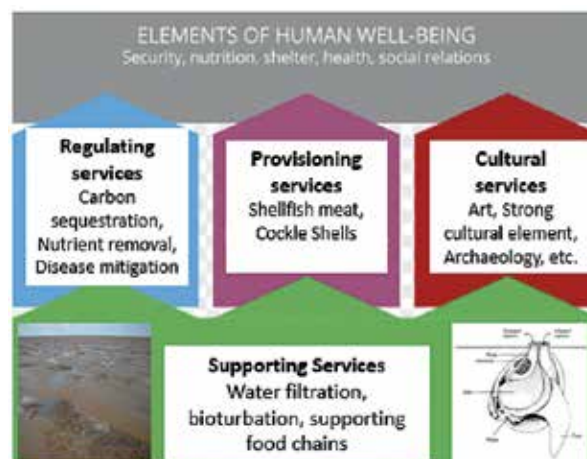 ELEMENTS OF HUMAN WELL-BEING
Security, nutrition, shelter, health, social relations
Regulating
services
Carbon
sequestration,
Nutrient removal,
Disease mitigation
Provisioning
services
Shellfish meat,
Cockle Shells
Cultural
services
Art, Strong
cultural element,
Archaeology, etc.
Supporting Services
Water filtration,
bioturbation, supporting
food chains